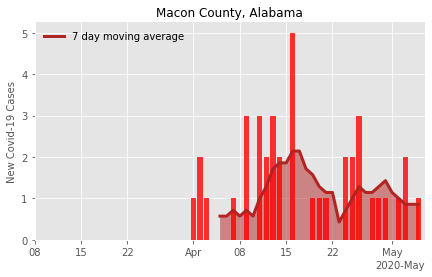 Macon County, Alabama
7 day moving average
New Covid-19 Cases
5
4
3
2
1
0
08 15 22 Apr 08 15 22 May
2020-May